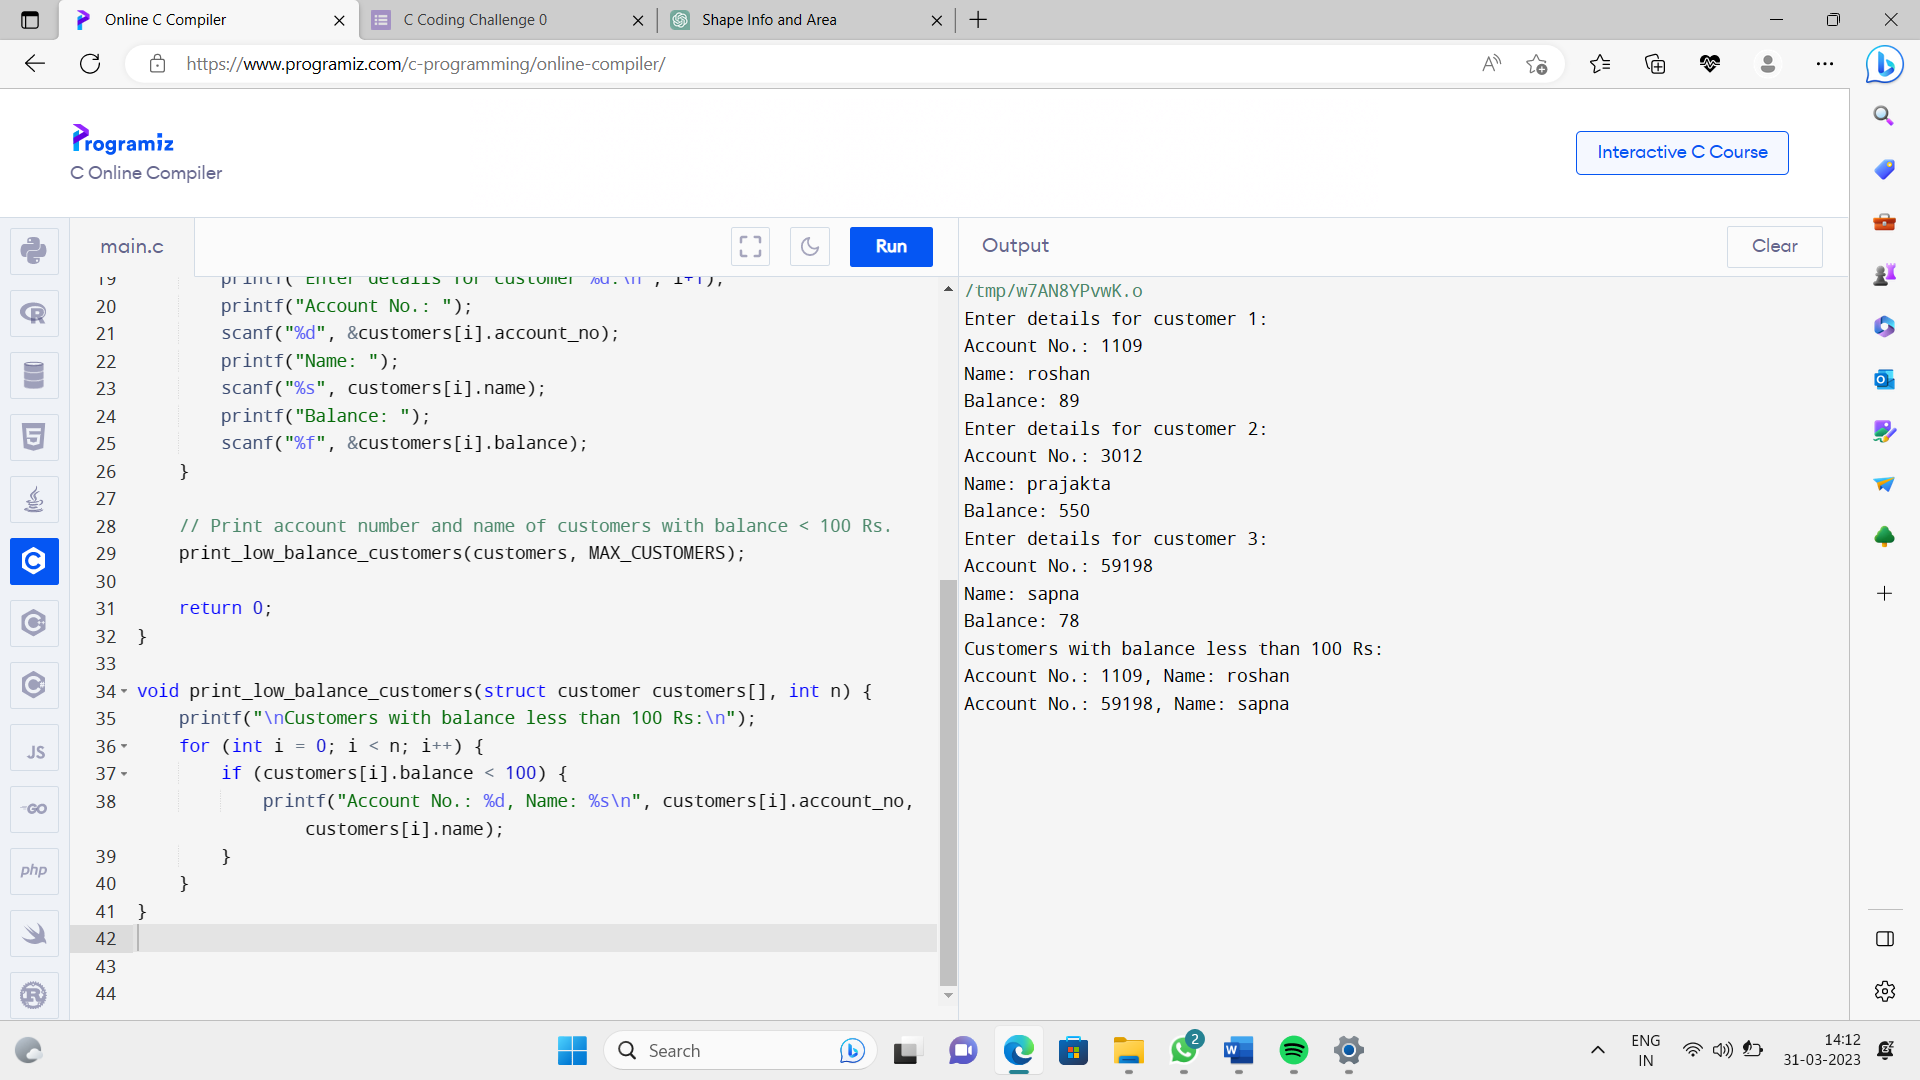 Online C Compiler
C Coding Challenge 0
Shape Info and Area
https://www.programiz.com/c-programming/online-compiler/
Programiz
C Online Compiler
Interactive C Course
main.c
Run
Output
Clear
19 printf("Enter details for customer %d:\n", i+1);
20 printf("Account No.: ");
21 scanf("%d", &customers[i].account_no);
22 printf("Name: ");
23 scanf("%s", customers[i].name);
24 printf("Balance: ");
25 scanf("%f", &customers[i].balance);
26 }
27
28 // Print account number and name of customers with balance < 100 Rs.
29 print_low_balance_customers(customers, MAX_CUSTOMERS);
30
31 return 0;
32 }
33
34 void print_low_balance_customers(struct customer customers[], int n) {
35 printf("\nCustomers with balance less than 100 Rs:\n");
36 for (int i = 0; i < n; i++) {
37 if (customers[i].balance < 100) {
38 printf("Account No.: %d, Name: %s\n", customers[i].account_no,
customers[i].name);
39 }
40 }
41 }
42
43
44
/tmp/w7AN8YPvwK.o
Enter details for customer 1:
Account No.: 1109
Name: roshan
Balance: 89
Enter details for customer 2:
Account No.: 3012
Name: prajakta
Balance: 550
Enter details for customer 3:
Account No.: 59198
Name: sapna
Balance: 78
Customers with balance less than 100 Rs:
Account No.: 1109, Name: roshan
Account No.: 59198, Name: sapna
JS
GO
php
Search
2
ENG
IN
14:12
31-03-2023